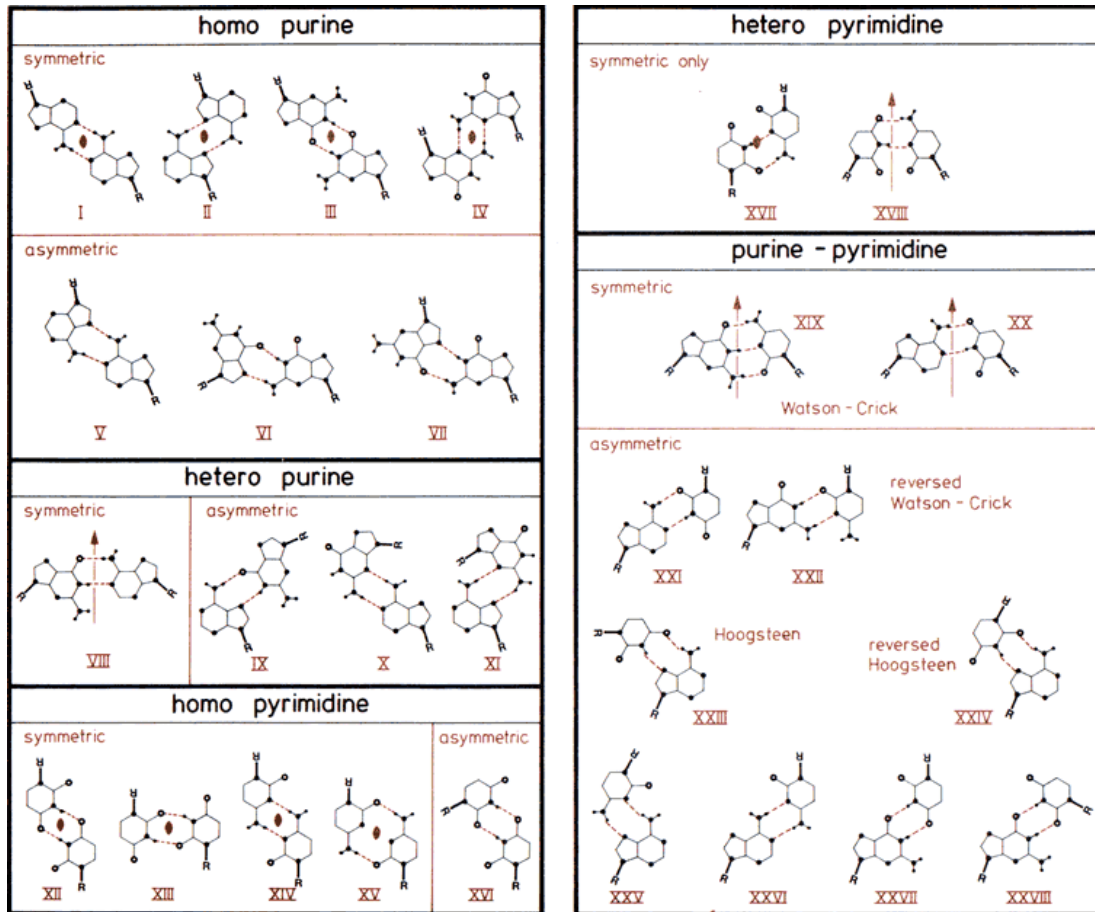 homo purine
symmetric
R R R O
I II III IV
R R R R
asymmetric
R R
R R R R
V VI VII
hetero purine
symmetric asymmetric
R R R
R R R
VIII IX X XI
homo pyrimidine
symmetric asymmetric
R R R R
R R R R
XII XIII XIV XV XVI
hetero pyrimidine
symmetric only
R
R R R
XVII XVIII
purine - pyrimidine
symmetric
XIX XX
R R R R
Watson - Crick
asymmetric
R R
reversed
Watson - Crick
R R
XXI XXII
R R
Hoogsteen
reversed
Hoogsteen
R R
XXIII XXIV
R R R
R R R R R
XXV XXVI XXVII XXVIII